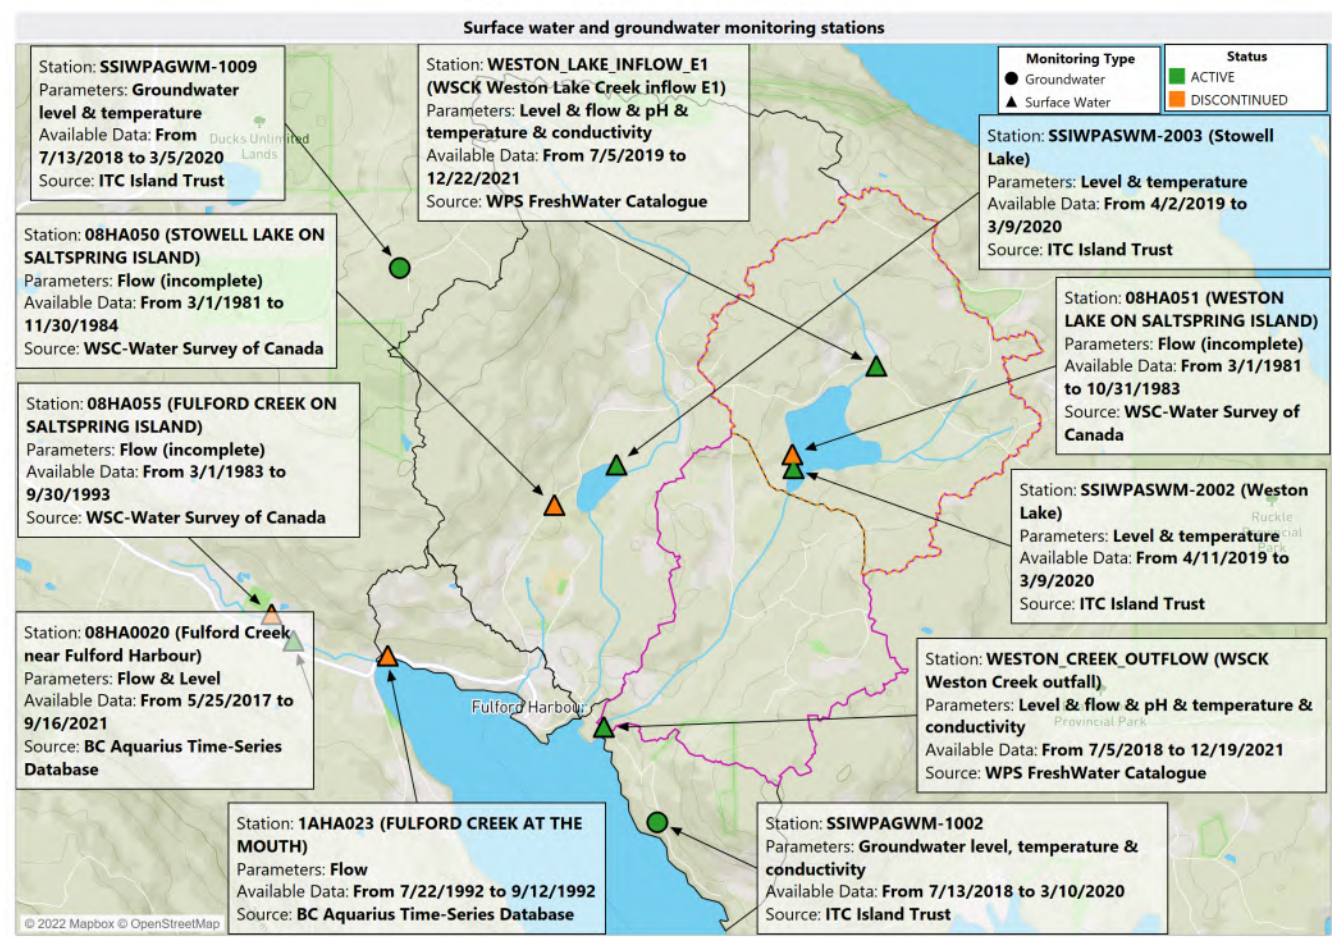 Surface water and groundwater monitoring stations
Station: SSIWPAGWM-1009
Parameters: Groundwater
level & temperature
Available Data: From
7/13/2018 to 3/5/2020
Source: ITC Island Trust
Ducks Unlimited
Lands
Station: WESTON_LAKE_INFLOW_E1
(WSCK Weston Lake Creek inflow E1)
Parameters: Level & flow & pH &
temperature & conductivity
Available Data: From 7/5/2019 to
12/22/2021
Source: WPS FreshWater Catalogue
Monitoring Type
Groundwater
Surface Water
Status
ACTIVE
DISCONTINUED
Station: SSIWPASWM-2003 (Stowell
Lake)
Parameters: Level & temperature
Available Data: From 4/2/2019 to
3/9/2020
Source: ITC Island Trust
Station: 08HA050 (STOWELL LAKE ON
SALTSPRING ISLAND)
Parameters: Flow (incomplete)
Available Data: From 3/1/1981 to
11/30/1984
Source: WSC-Water Survey of Canada
Station: 08HA051 (WESTON
LAKE ON SALTSPRING ISLAND)
Parameters: Flow (incomplete)
Available Data: From 3/1/1981
to 10/31/1983
Source: WSC-Water Survey of
Canada
Station: 08HA055 (FULFORD CREEK ON
SALTSPRING ISLAND)
Parameters: Flow (incomplete)
Available Data: From 3/1/1983 to
9/30/1993
Source: WSC-Water Survey of Canada
Station: SSIWPASWM-2002 (Weston
Lake)
Parameters: Level & temperature
Available Data: From 4/11/2019 to
3/9/2020
Source: ITC Island Trust
Ruckle
Provincial
Park
Station: 08HA0020 (Fulford Creek
near Fulford Harbour)
Parameters: Flow & Level
Available Data: From 5/25/2017 to
9/16/2021
Source: BC Aquarius Time-Series
Database
Fulford Harbour
Station: WESTON_CREEK_OUTFLOW (WSCK
Weston Creek outfall)
Parameters: Level & flow & pH & temperature &
conductivity
Available Data: From 7/5/2018 to 12/19/2021
Source: WPS FreshWater Catalogue
Provincial Park
Station: 1AHA023 (FULFORD CREEK AT THE
MOUTH)
Parameters: Flow
Available Data: From 7/22/1992 to 9/12/1992
Source: BC Aquarius Time-Series Database
Station: SSIWPAGWM-1002
Parameters: Groundwater level, temperature &
conductivity
Available Data: From 7/13/2018 to 3/10/2020
Source: ITC Island Trust
© 2022 Mapbox © OpenStreetMap